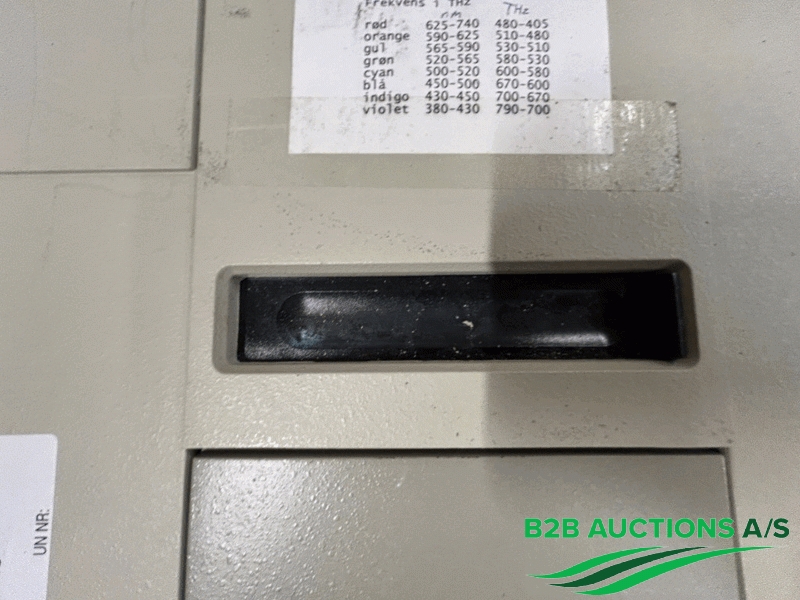 Frekvens i THz
nm THz
rød 625-740 480-405
orange 590-625 510-480
gul 565-590 530-510
grøn 520-565 580-530
cyan 500-520 600-580
blå 450-500 670-600
indigo 430-450 700-670
violet 380-430 790-700
UN NR:
B2B AUCTIONS A/S